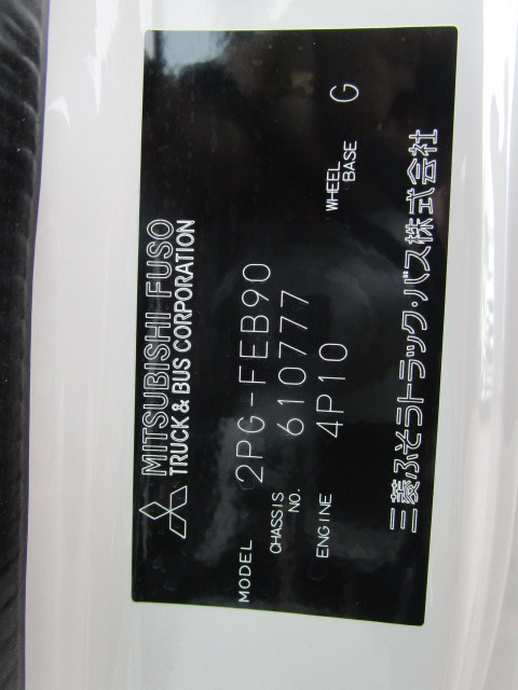 MITSUBISHI FUSO
TRUCK & BUS CORPORATION
MODEL 2PG-FEB90
CHASSIS NO. 610777
ENGINE 4P10 WHEEL BASE G
三菱ふそうトラック・バス株式会社